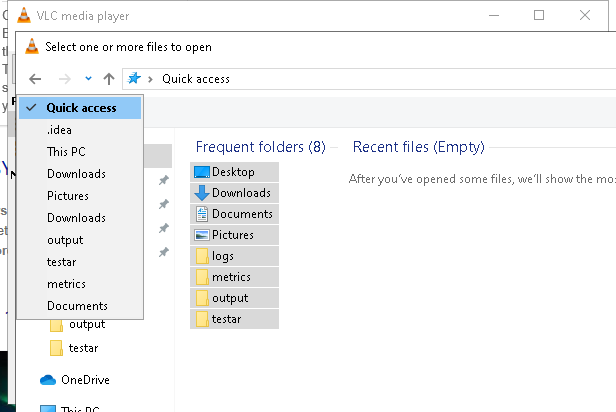 VLC media player
Select one or more files to open
Quick access
Quick access
.idea
This PC
Downloads
Pictures
Downloads
output
testar
metrics
Documents
output
testar
OneDrive
This PC
Frequent folders (8)
Desktop
Downloads
Documents
Pictures
logs
metrics
output
testar
Recent files (Empty)
After you've opened some files, we'll show the